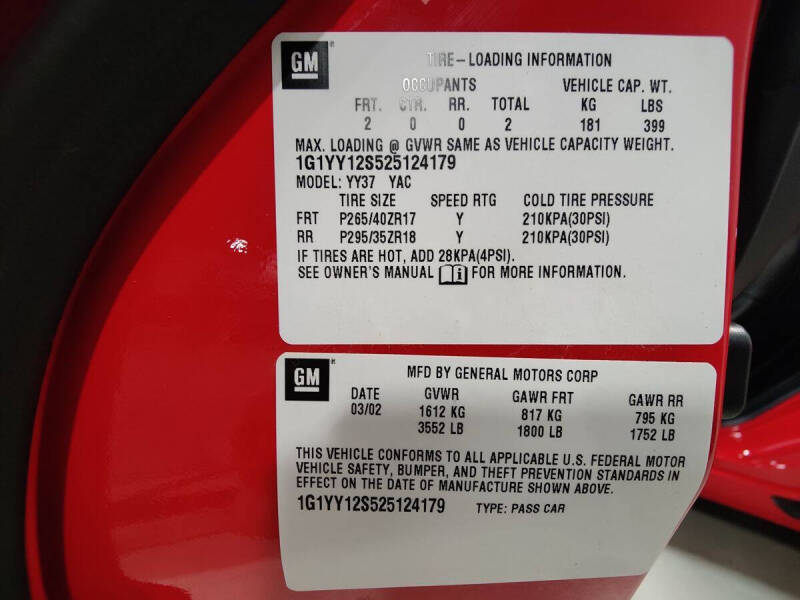 GM
TIRE-LOADING INFORMATION
OCCUPANTS VEHICLE CAP. WT.
FRT. CTR. RR. TOTAL KG LBS
2 0 0 2 181 399
MAX. LOADING @ GVWR SAME AS VEHICLE CAPACITY WEIGHT.
1G1YY12S525124179
MODEL: YY37 YAC
TIRE SIZE SPEED RTG COLD TIRE PRESSURE
FRT P265/40ZR17 Y 210KPA(30PSI)
RR P295/35ZR18 Y 210KPA(30PSI)
IF TIRES ARE HOT, ADD 28KPA(4PSI).
SEE OWNER'S MANUAL FOR MORE INFORMATION.
GM
MFD BY GENERAL MOTORS CORP
DATE GVWR GAWR FRT GAWR RR
03/02 1612 KG 817 KG 795 KG
3552 LB 1800 LB 1752 LB
THIS VEHICLE CONFORMS TO ALL APPLICABLE U.S. FEDERAL MOTOR
VEHICLE SAFETY, BUMPER, AND THEFT PREVENTION STANDARDS IN
EFFECT ON THE DATE OF MANUFACTURE SHOWN ABOVE.
1G1YY12S525124179 TYPE: PASS CAR